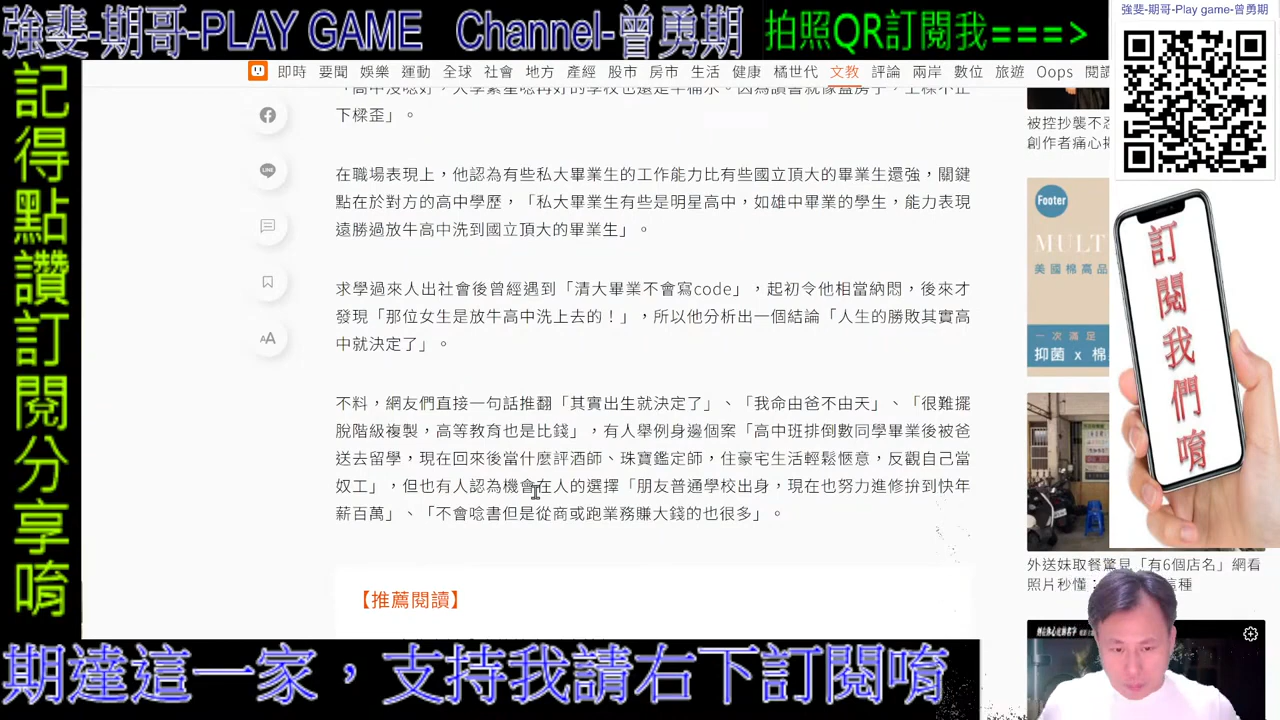 強斐-期哥-PLAY GAME Channel-曾勇期
拍照QR訂閱我===>
強斐-期哥-Play game-曾勇期
記得點讚訂閱分享唷
即時 要聞 娛樂 運動 全球 社會 地方 產經 股市 房市 生活 健康 橘世代 文教 評論 兩岸 數位 旅遊 Oops 閱讀
下樑歪」。
在職場表現上，他認為有些私大畢業生的工作能力比有些國立頂大的畢業生還強，關鍵
點在於對方的高中學歷，「私大畢業生有些是明星高中，如雄中畢業的學生，能力表現
遠勝過放牛高中洗到國立頂大的畢業生」。
求學過來人出社會後曾經遇到「清大畢業不會寫code」，起初令他相當納悶，後來才
發現「那位女生是放牛高中洗上去的！」，所以他分析出一個結論「人生的勝敗其實高
中就決定了」。
不料，網友們直接一句話推翻「其實出生就決定了」、「我命由爸不由天」、「很難擺
脫階級複製，高等教育也是比錢」，有人舉例身邊個案「高中班排倒數同學畢業後被爸
送去留學，現在回來後當什麼評酒師、珠寶鑑定師，住豪宅生活輕鬆愜意，反觀自己當
奴工」，但也有人認為機會在人的選擇「朋友普通學校出身，現在也努力進修拚到快年
薪百萬」、「不會唸書但是從商或跑業務賺大錢的也很多」。
【推薦閱讀】
被控抄襲不忍
創作者痛心
Footer
MULT
美國棉高品
一次滿足
抑菌 x 棉
訂閱我們唷
外送妹取餐驚見「有6個店名」網看
照片秒懂
這種
期達這一家，支持我請右下訂閱唷